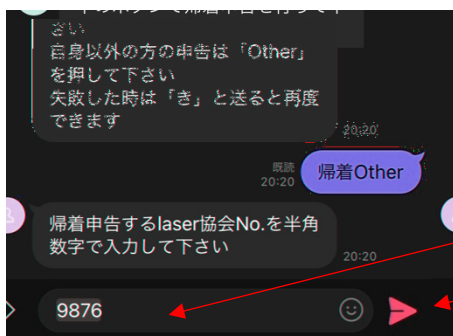 さい
自身以外の方の申告は「Other」
を押して下さい
失敗した時は「き」と送ると再度
できます
20:20
既読
20:20
帰着Other
帰着申告するlaser協会No.を半角
数字で入力して下さい
20:20
9876